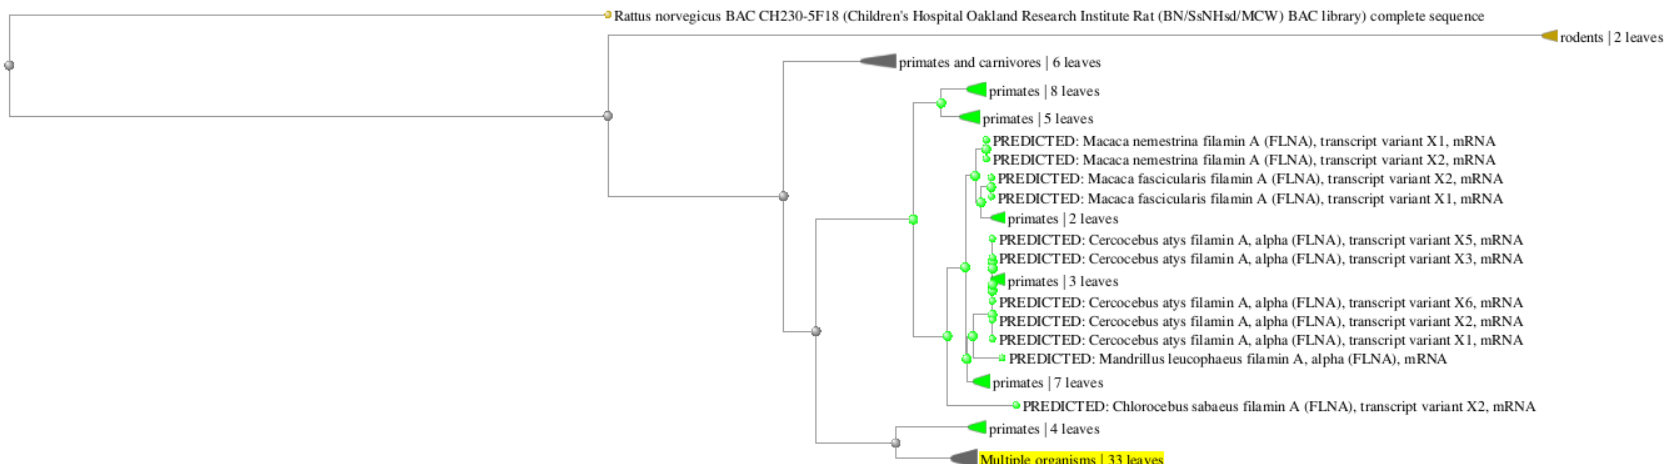 Rattus norvegicus BAC CH230-5F18 (Children's Hospital Oakland Research Institute Rat (BN/SsNHsd/MCW) BAC library) complete sequence
rodents | 2 leaves
primates and carnivores | 6 leaves
primates | 8 leaves
primates | 5 leaves
PREDICTED: Macaca nemestrina filamin A (FLNA), transcript variant X1, mRNA
PREDICTED: Macaca nemestrina filamin A (FLNA), transcript variant X2, mRNA
PREDICTED: Macaca fascicularis filamin A (FLNA), transcript variant X2, mRNA
PREDICTED: Macaca fascicularis filamin A (FLNA), transcript variant X1, mRNA
primates | 2 leaves
PREDICTED: Cercocebus atys filamin A, alpha (FLNA), transcript variant X5, mRNA
PREDICTED: Cercocebus atys filamin A, alpha (FLNA), transcript variant X3, mRNA
primates | 3 leaves
PREDICTED: Cercocebus atys filamin A, alpha (FLNA), transcript variant X6, mRNA
PREDICTED: Cercocebus atys filamin A, alpha (FLNA), transcript variant X2, mRNA
PREDICTED: Cercocebus atys filamin A, alpha (FLNA), transcript variant X1, mRNA
PREDICTED: Mandrillus leucophaeus filamin A, alpha (FLNA), mRNA
primates | 7 leaves
PREDICTED: Chlorocebus sabaeus filamin A (FLNA), transcript variant X2, mRNA
primates | 4 leaves
Multiple organisms | 33 leaves